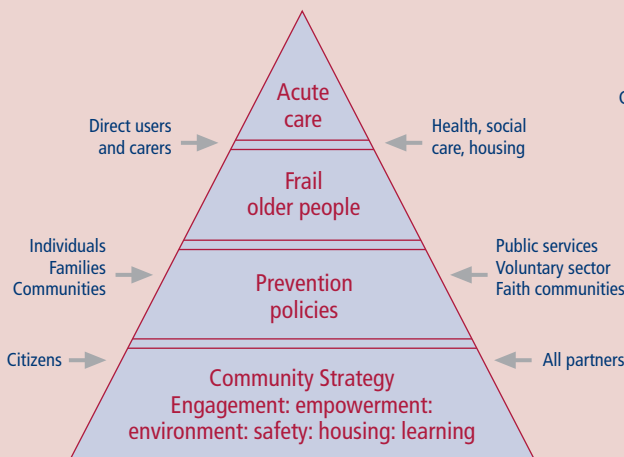 Acute
care
Direct users
and carers
Health, social
care, housing
Frail
older people
Individuals
Families
Communities
Public services
Voluntary sector
Faith communities
Prevention
policies
Citizens
All partners
Community Strategy
Engagement: empowerment:
environment: safety: housing: learning